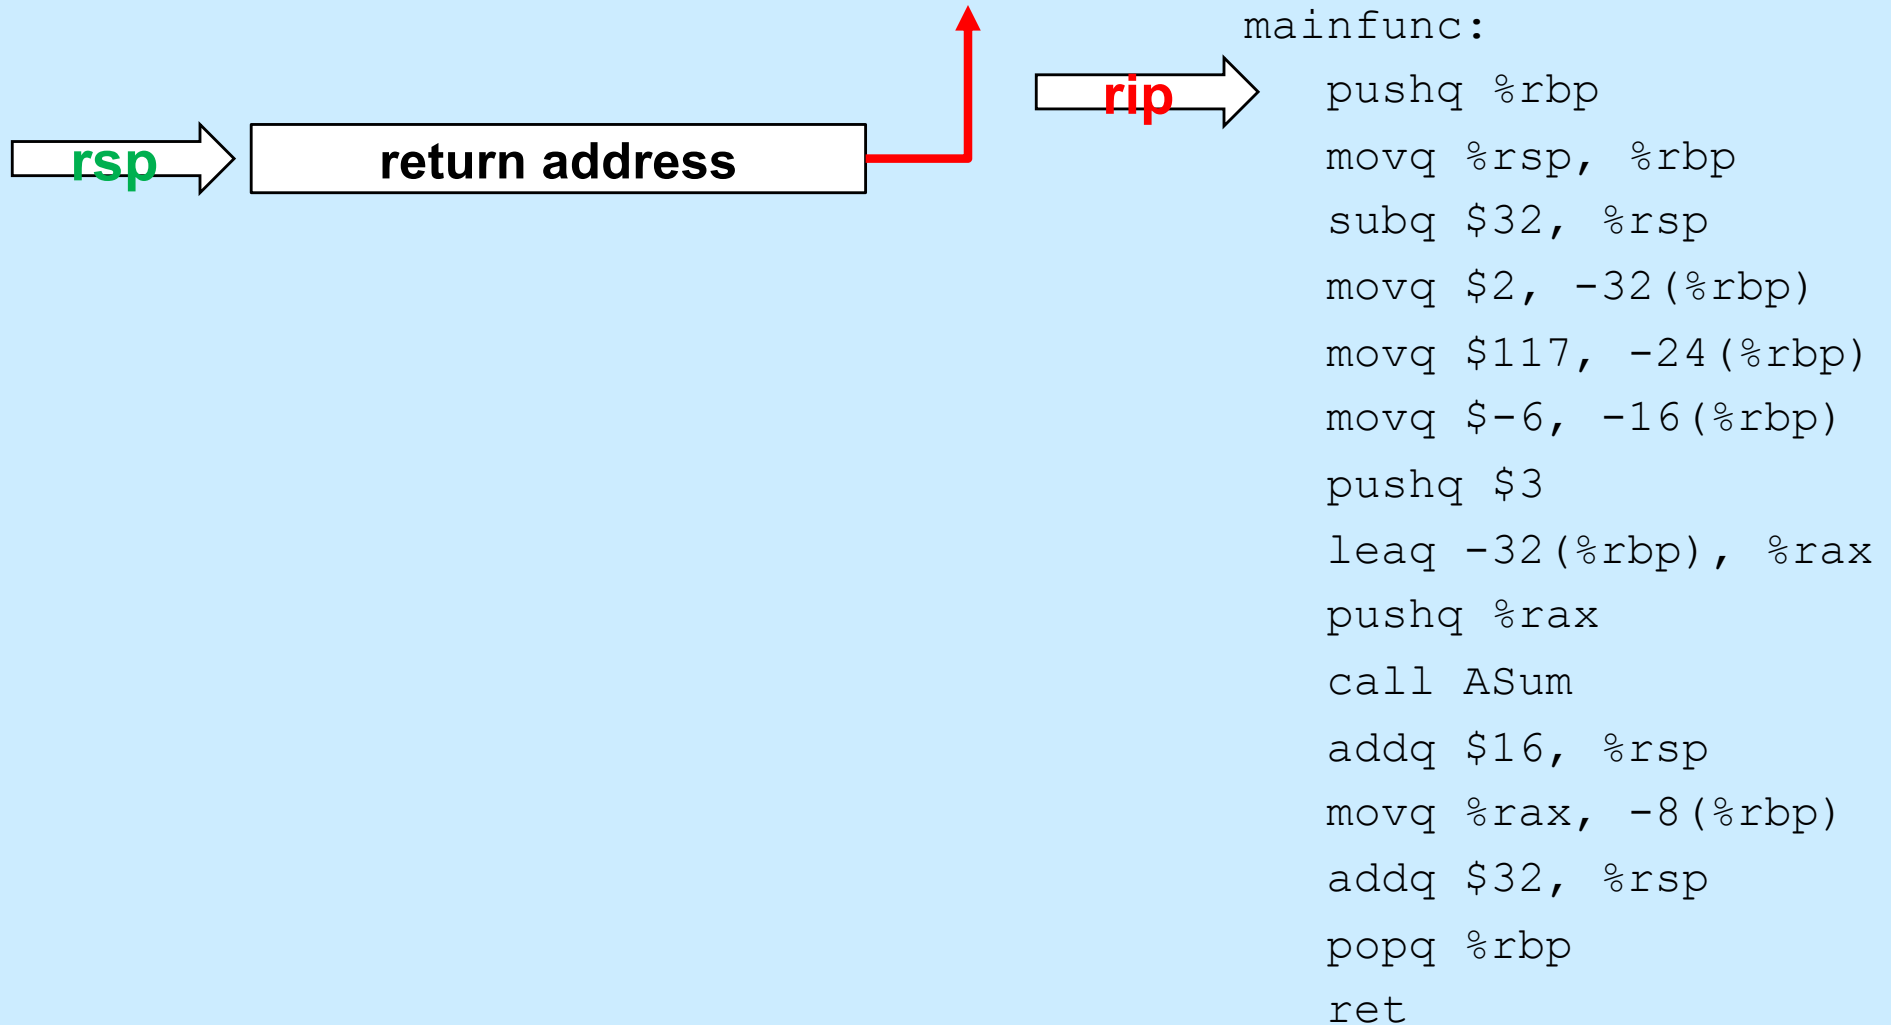 mainfunc:
rip
pushq %rbp
rsp
return address
movq %rsp, %rbp
subq $32, %rsp
movq $2, -32(%rbp)
movq $117, -24(%rbp)
movq $-6, -16(%rbp)
pushq $3
leaq -32(%rbp), %rax
pushq %rax
call ASum
addq $16, %rsp
movq %rax, -8(%rbp)
addq $32, %rsp
popq %rbp
ret